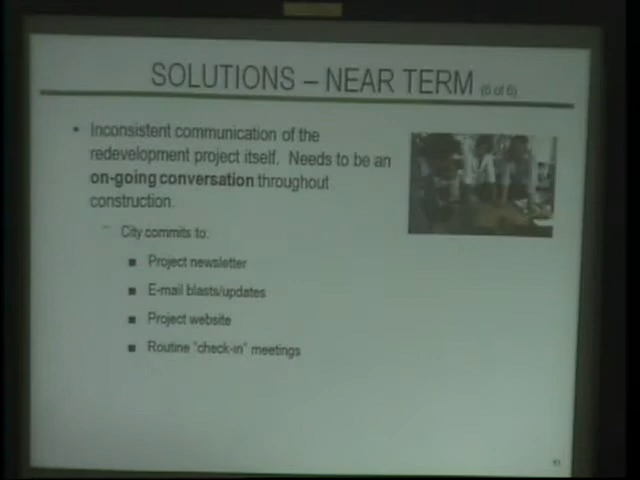 SOLUTIONS – NEAR TERM (6 of 6)
• Inconsistent communication of the
redevelopment project itself. Needs to be an
on-going conversation throughout
construction.
– City commits to:
■ Project newsletter
■ E-mail blasts/updates
■ Project website
■ Routine "check-in" meetings